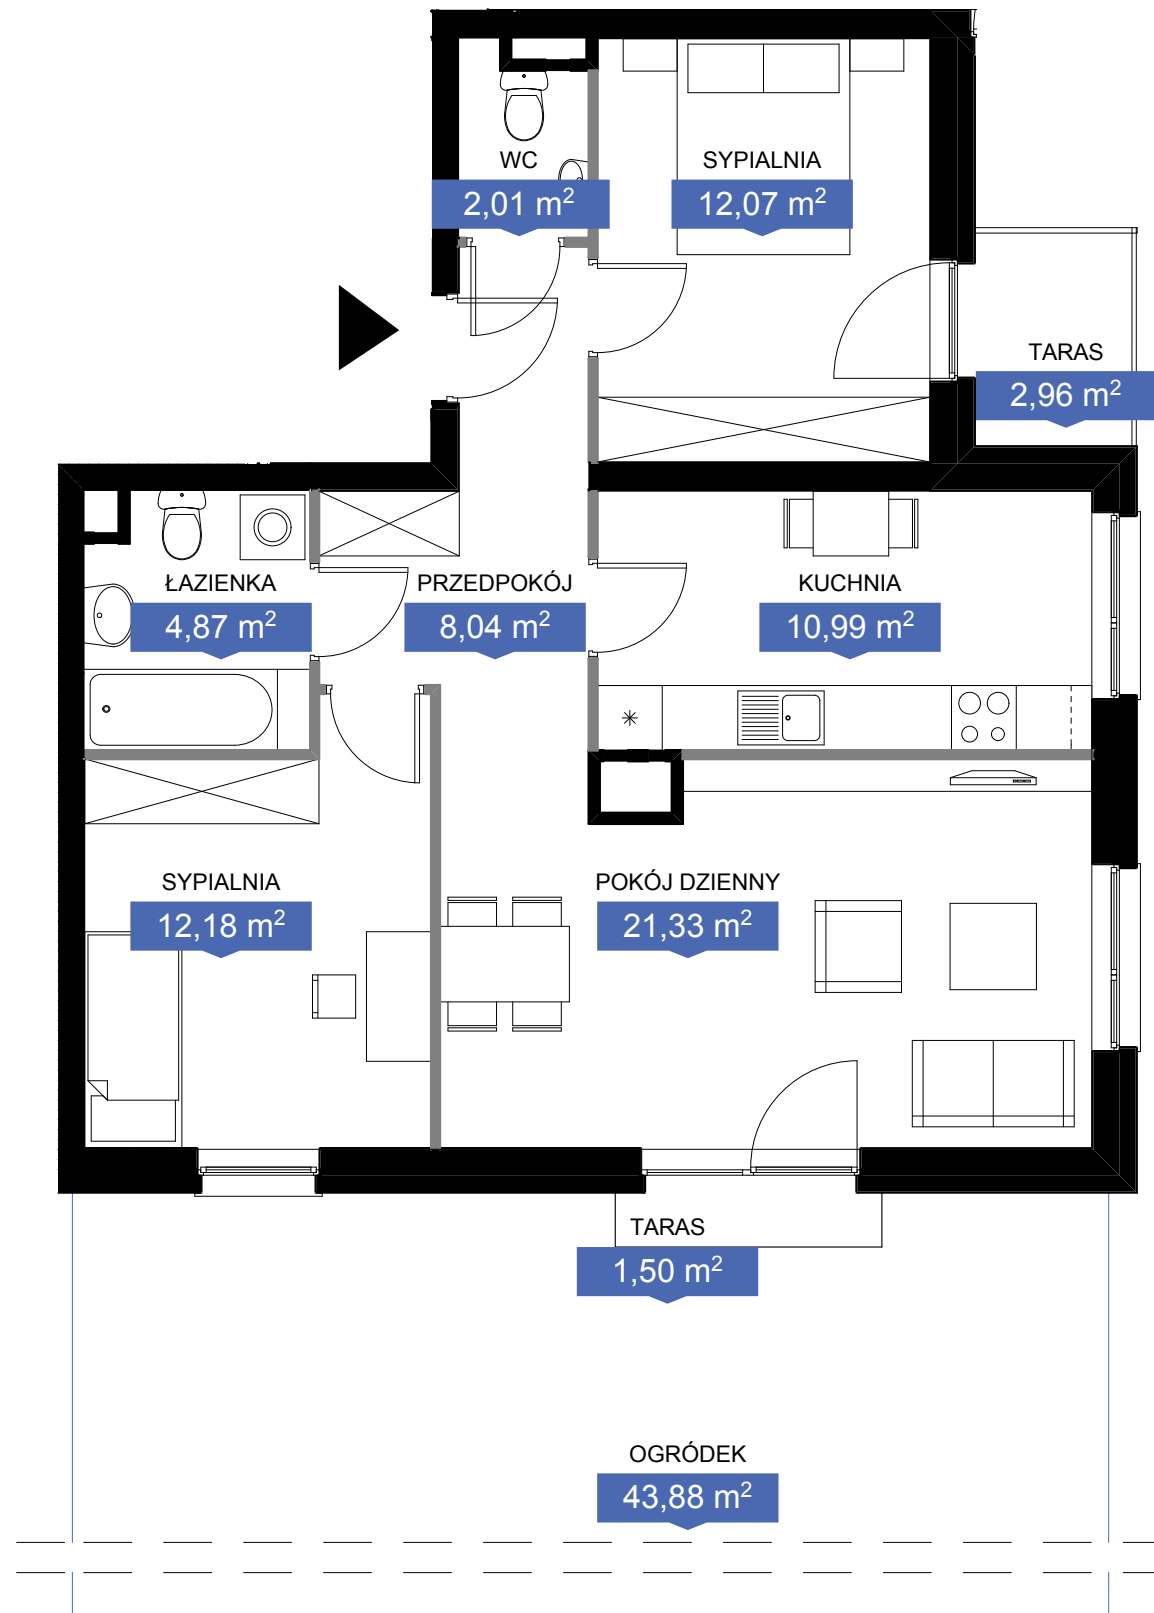 WC
2,01 m²
SYPIALNIA
12,07 m²
TARAS
2,96 m²
ŁAZIENKA
4,87 m²
PRZEDPOKÓJ
8,04 m²
KUCHNIA
10,99 m²
SYPIALNIA
12,18 m²
POKÓJ DZIENNY
21,33 m²
TARAS
1,50 m²
OGRÓDEK
43,88 m²